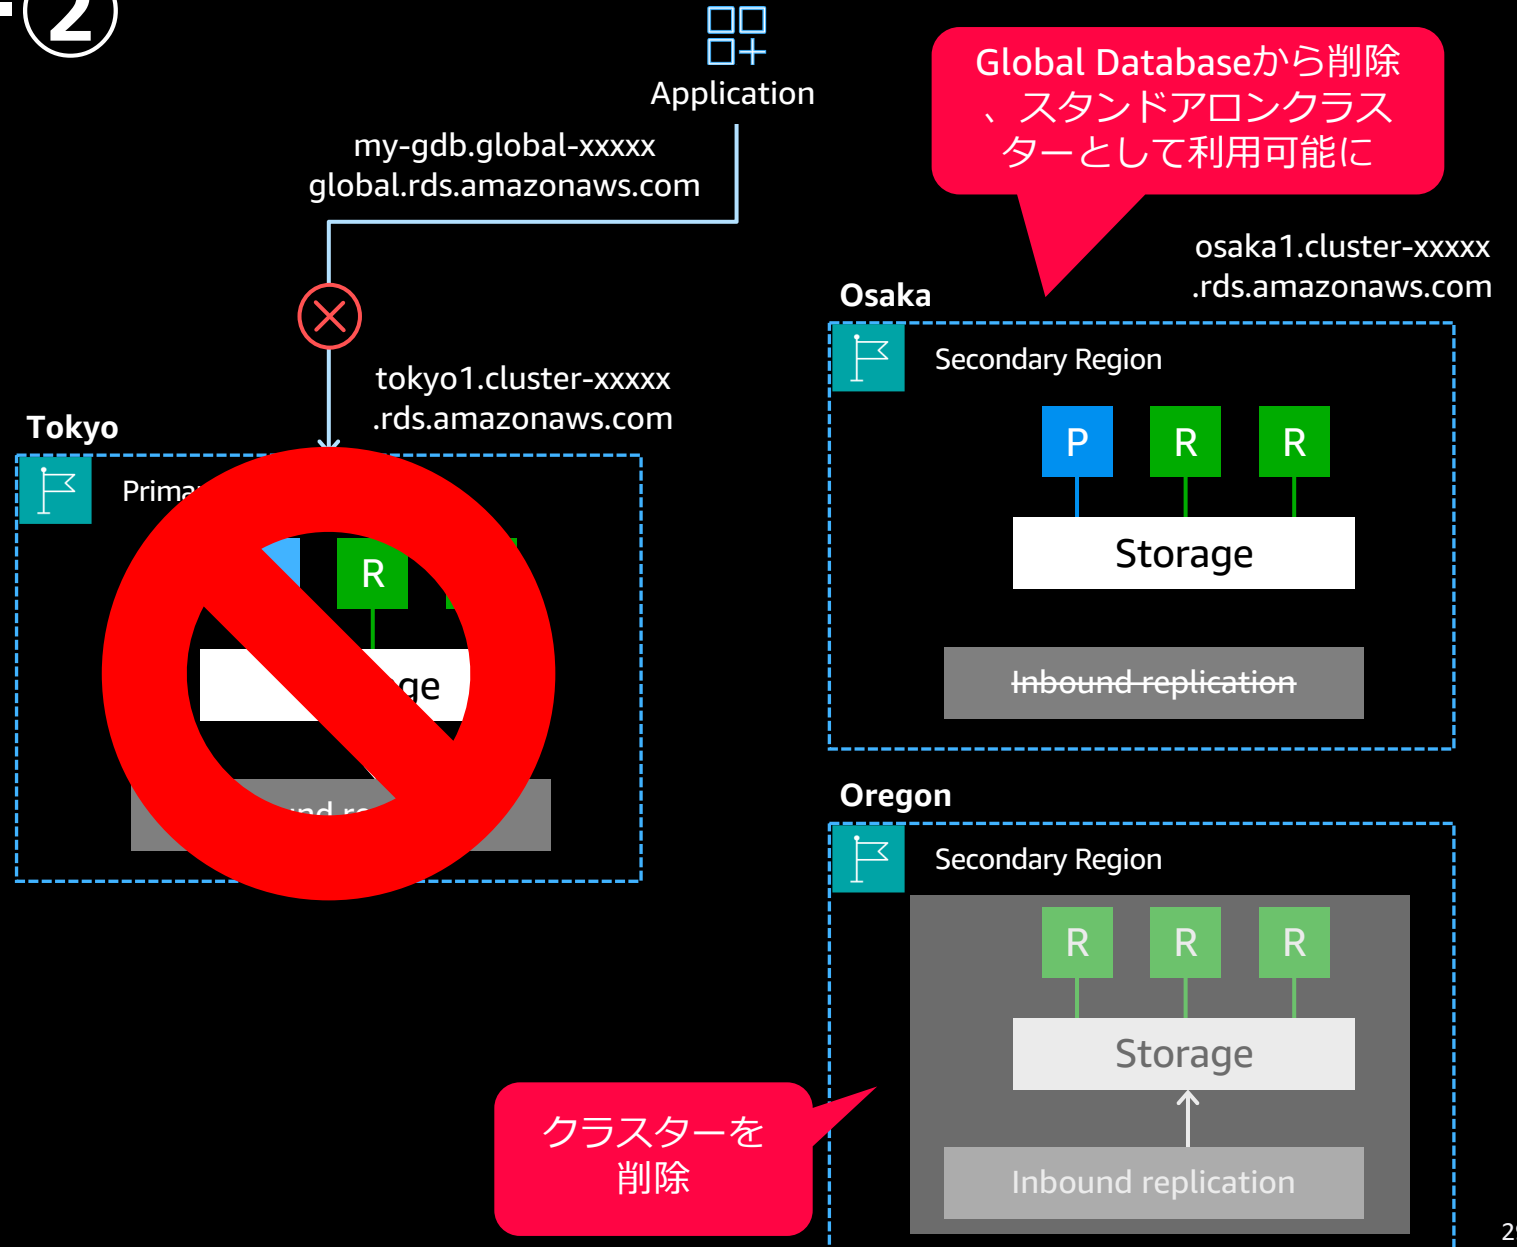 ②
Application
Global Databaseから削除
、スタンドアロンクラス
ターとして利用可能に
my-gdb.global-xxxxx
global.rds.amazonaws.com
osaka1.cluster-xxxxx
.rds.amazonaws.com
Osaka
Secondary Region
P R R
Storage
Inbound replication
tokyo1.cluster-xxxxx
.rds.amazonaws.com
Tokyo
R
Oregon
Secondary Region
R R R
Storage
Inbound replication
クラスターを
削除